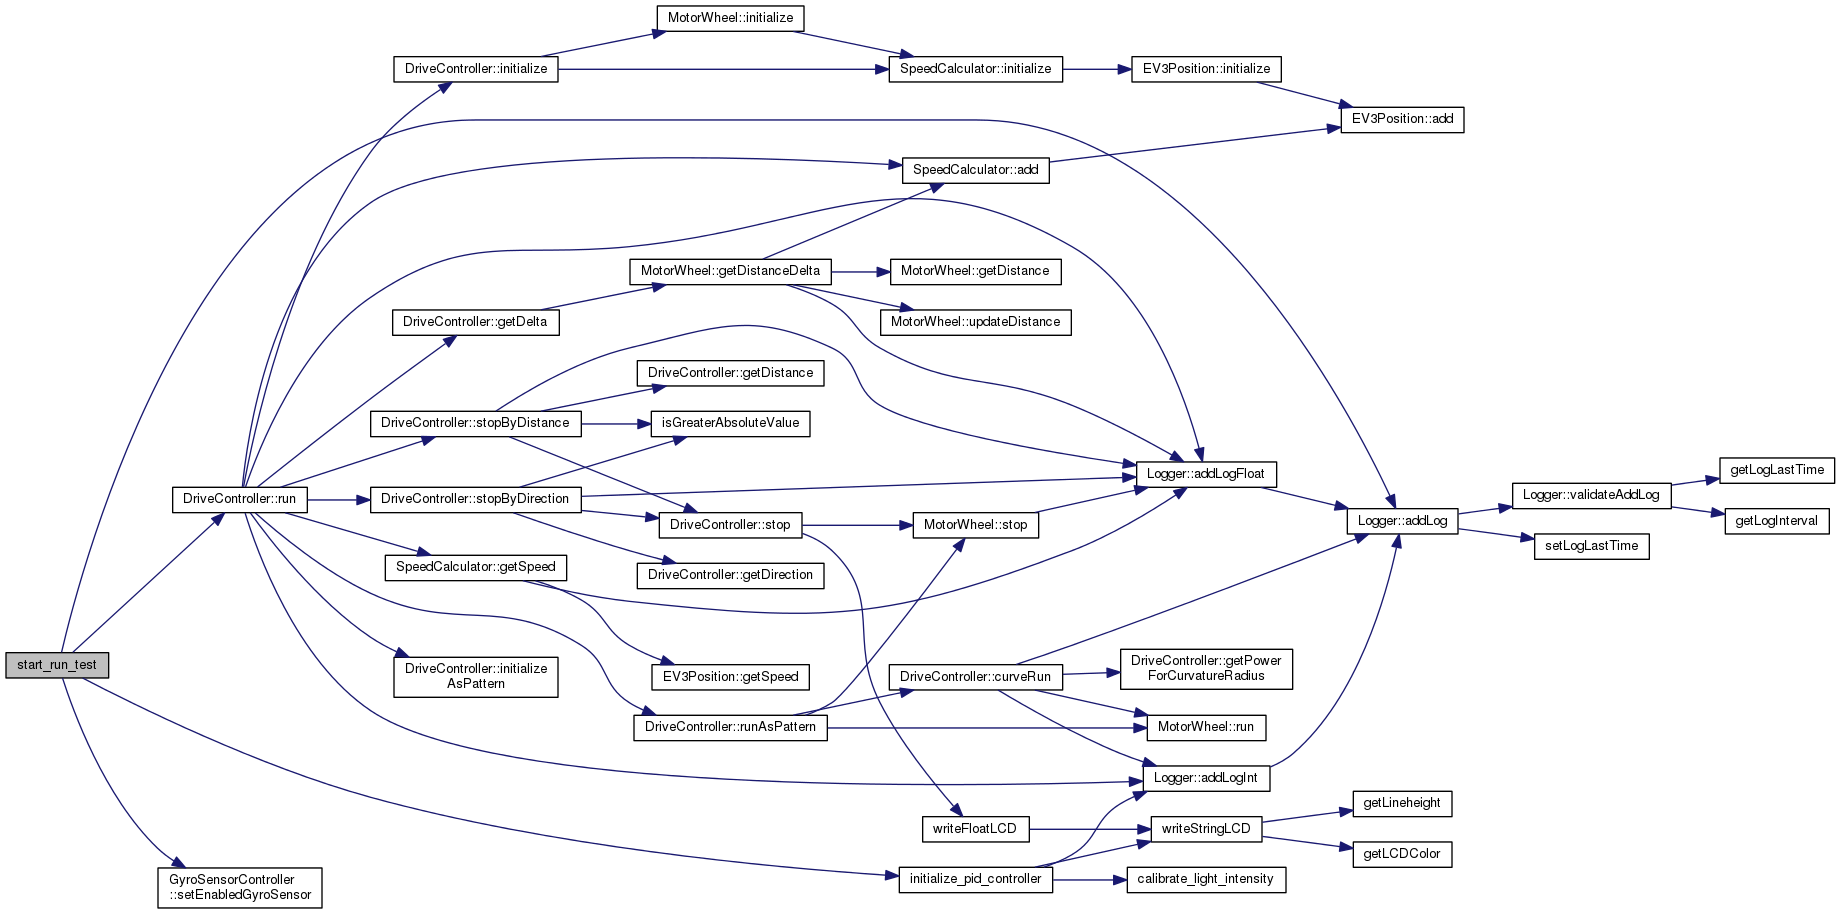 MotorWheel::initialize
DriveController::initialize
SpeedCalculator::initialize
EV3Position::initialize
EV3Position::add
SpeedCalculator::add
MotorWheel::getDistanceDelta
MotorWheel::getDistance
DriveController::getDelta
MotorWheel::updateDistance
DriveController::getDistance
DriveController::stopByDistance
isGreaterAbsoluteValue
Logger::addLogFloat
getLogLastTime
DriveController::run
DriveController::stopByDirection
Logger::validateAddLog
DriveController::stop
MotorWheel::stop
Logger::addLog
getLogInterval
setLogLastTime
SpeedCalculator::getSpeed
DriveController::getDirection
start_run_test
DriveController::initialize
AsPattern
EV3Position::getSpeed
DriveController::curveRun
DriveController::getPower
ForCurvatureRadius
DriveController::runAsPattern
MotorWheel::run
Logger::addLogInt
getLineheight
writeFloatLCD
writeStringLCD
getLCDColor
GyroSensorController
::setEnabledGyroSensor
initialize_pid_controller
calibrate_light_intensity